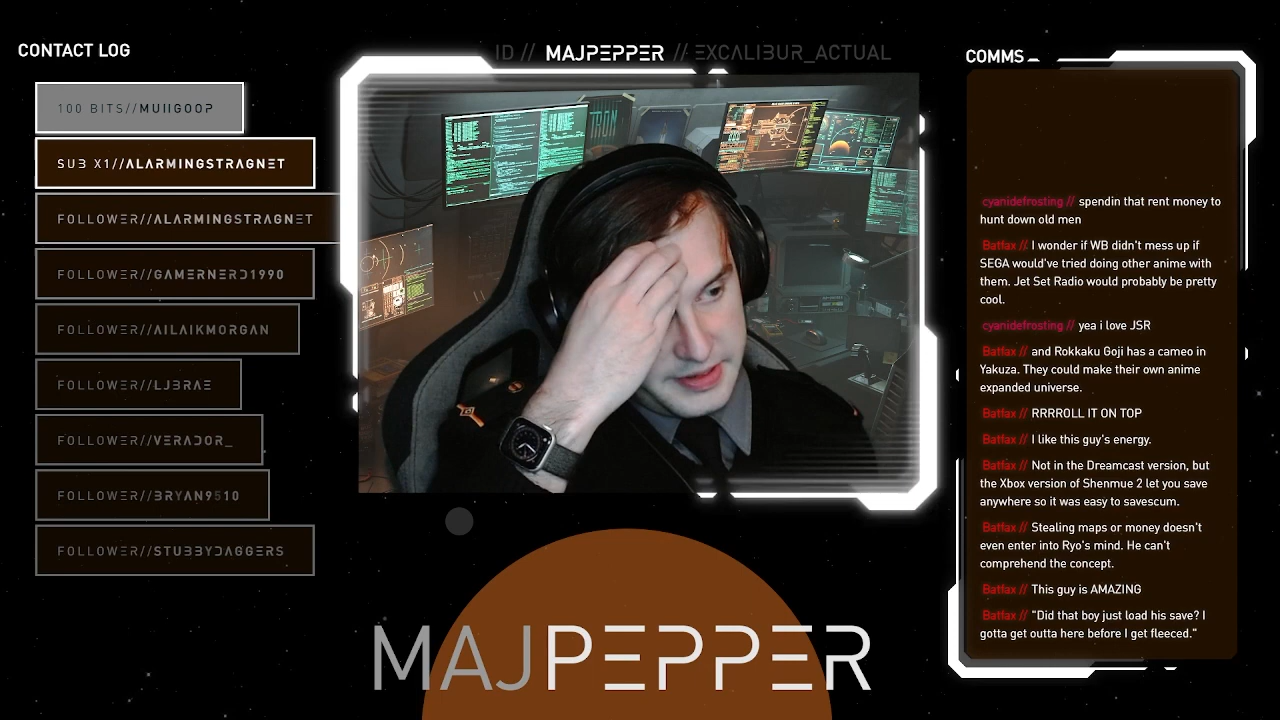 CONTACT LOG
100 BITS//MUIIGOOP
SUB X1//ALARMINGSTRAGNET
FOLLOWER//ALARMINGSTRAGNET
FOLLOWER//GAMERNERD1990
FOLLOWER//AILAIKMORGAN
FOLLOWER//LJBRAE
FOLLOWER//VERADOR_
FOLLOWER//BRYAN9510
FOLLOWER//STUBBYDAGGERS
ID // MAJPEPPER // EXCALIBUR_ACTUAL
TRON
MAJPEPPER
COMMS_
cyanidefrosting // spendin that rent money to
hunt down old men
Batfax // I wonder if WB didn't mess up if
SEGA would've tried doing other anime with
them. Jet Set Radio would probably be pretty
cool.
cyanidefrosting // yea i love JSR
Batfax // and Rokkaku Goji has a cameo in
Yakuza. They could make their own anime
expanded universe.
Batfax // RRRROLL IT ON TOP
Batfax // I like this guy's energy.
Batfax // Not in the Dreamcast version, but
the Xbox version of Shenmue 2 let you save
anywhere so it was easy to savescum.
Batfax // Stealing maps or money doesn't
even enter into Ryo's mind. He can't
comprehend the concept.
Batfax // This guy is AMAZING
Batfax // "Did that boy just load his save? I
gotta get outta here before I get fleeced."